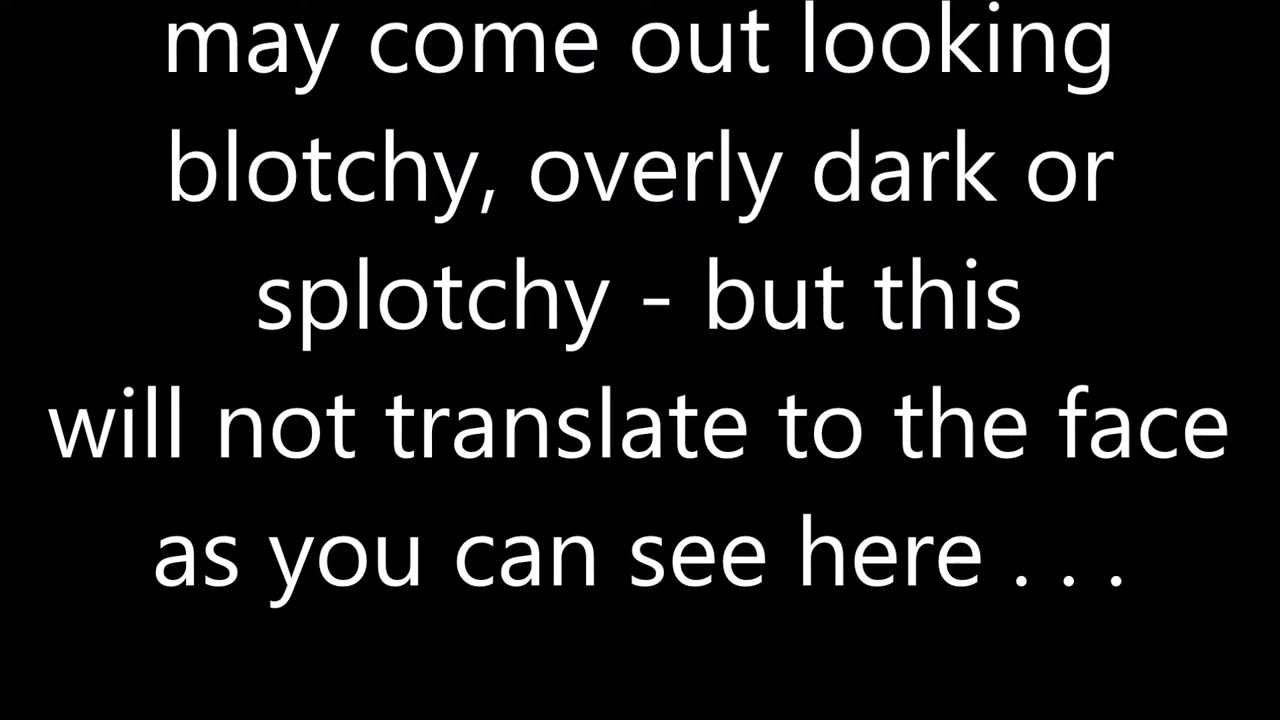 may come out looking
blotchy, overly dark or
splotchy - but this
will not translate to the face
as you can see here . . .